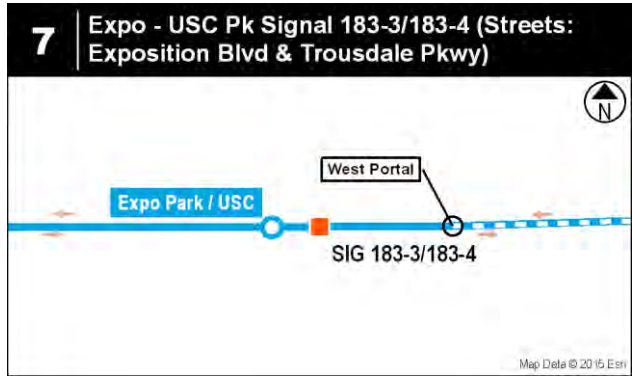 7
Expo - USC Pk Signal 183-3/183-4 (Streets:
Exposition Blvd & Trousdale Pkwy)
N
West Portal
Expo Park / USC
SIG 183-3/183-4
Map Data © 2015 Esri